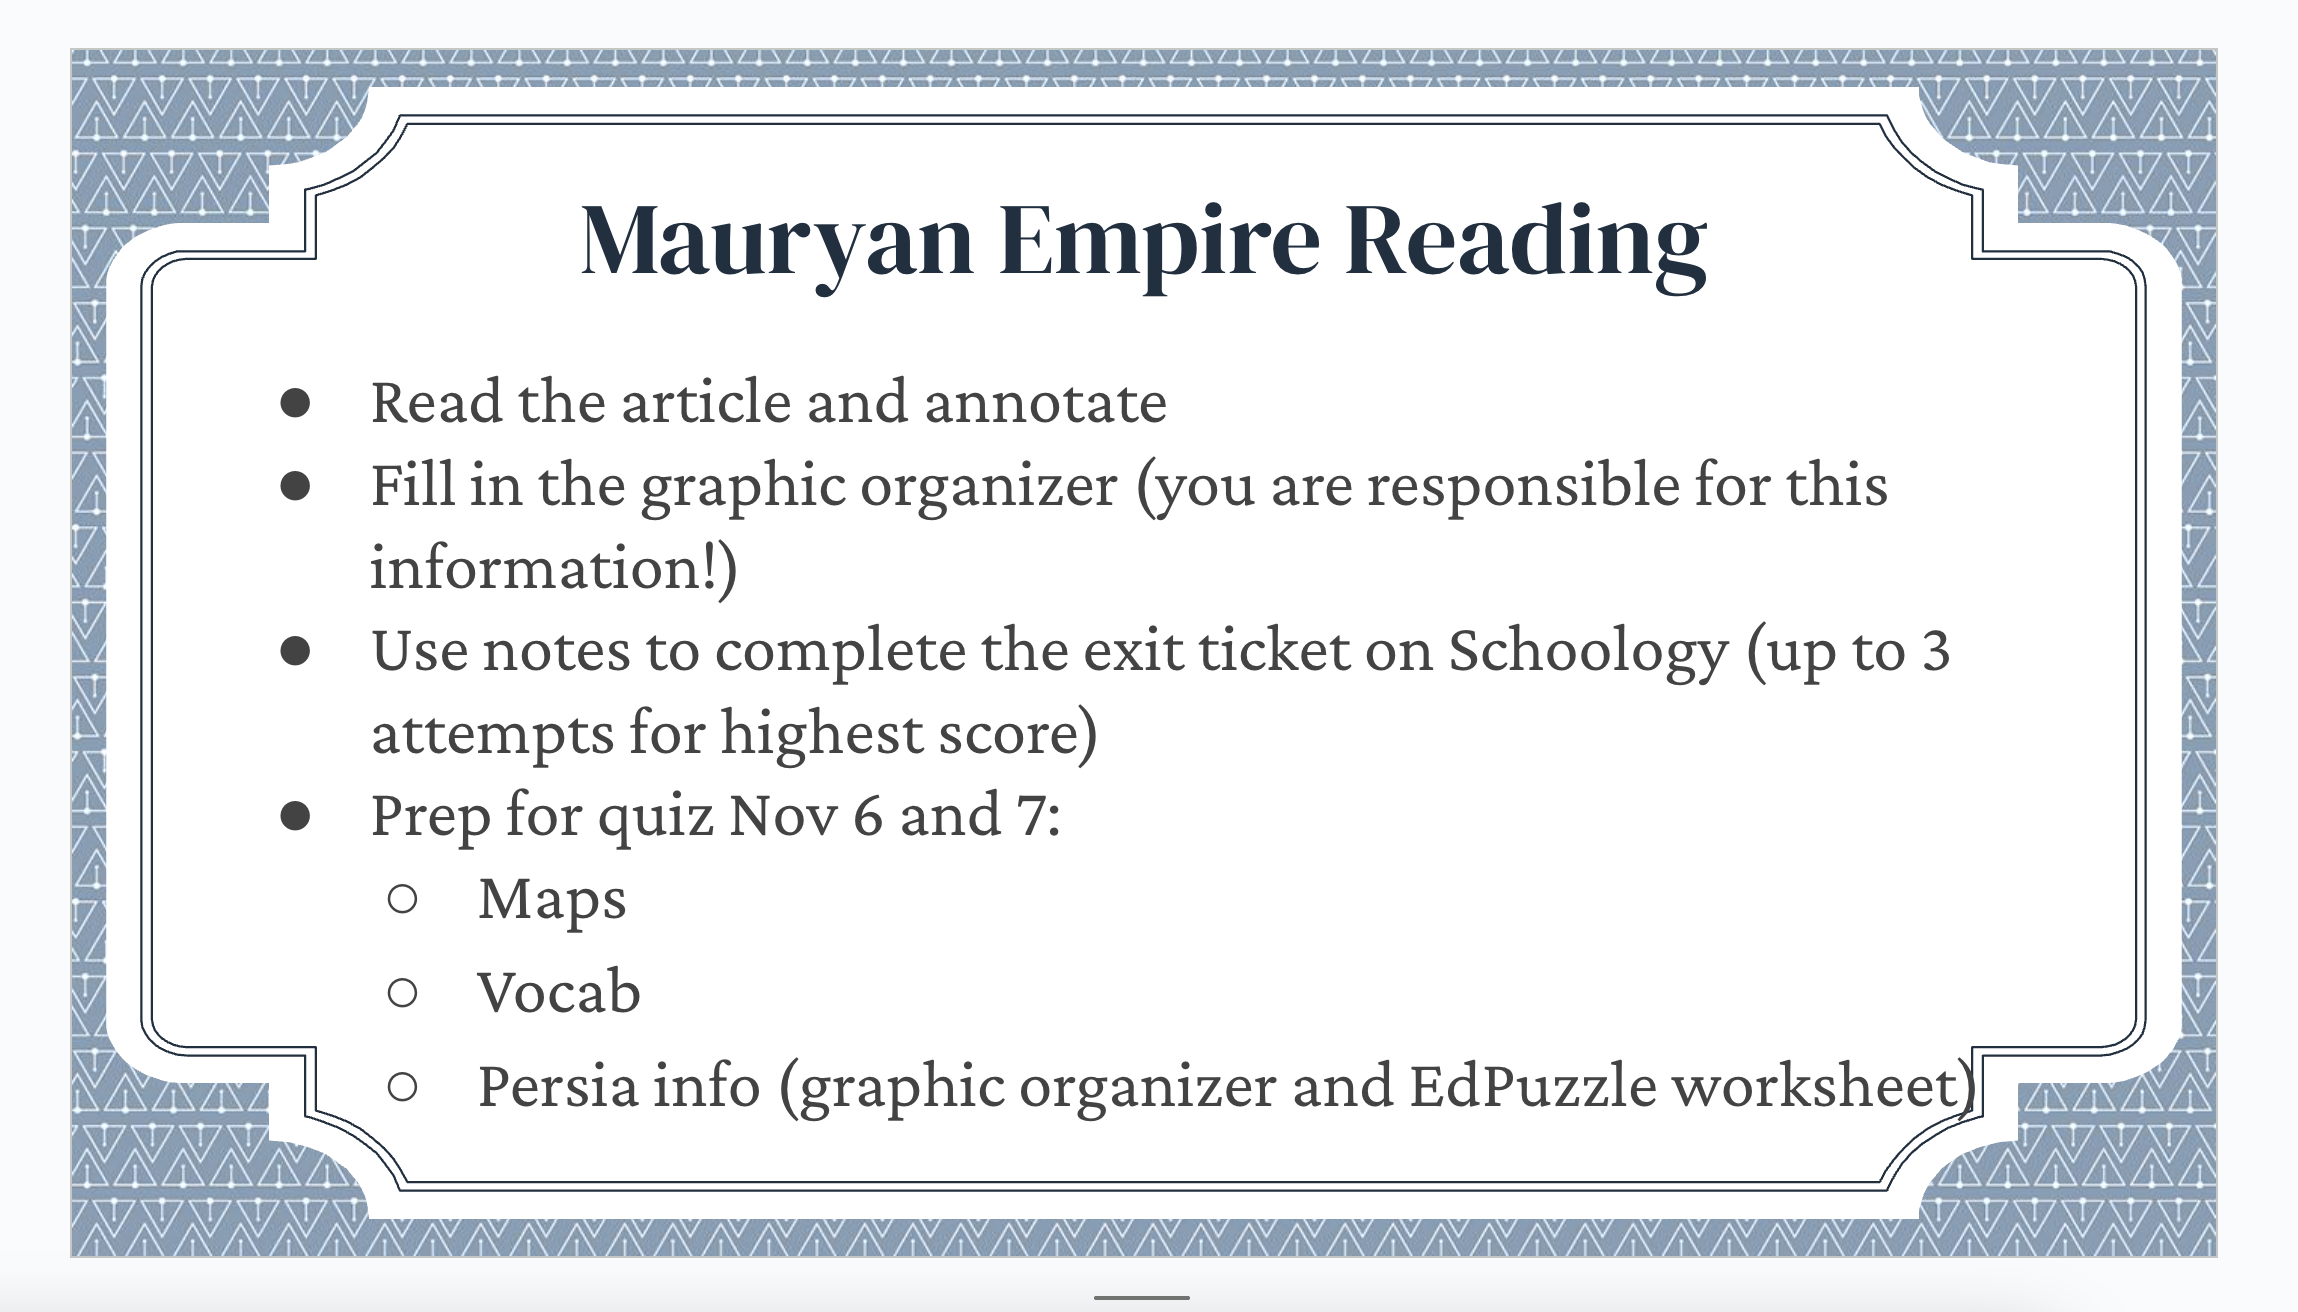 Mauryan Empire Reading
● Read the article and annotate
● Fill in the graphic organizer (you are responsible for this
information!)
● Use notes to complete the exit ticket on Schoology (up to 3
attempts for highest score)
● Prep for quiz Nov 6 and 7:
○ Maps
○ Vocab
○ Persia info (graphic organizer and EdPuzzle worksheet)